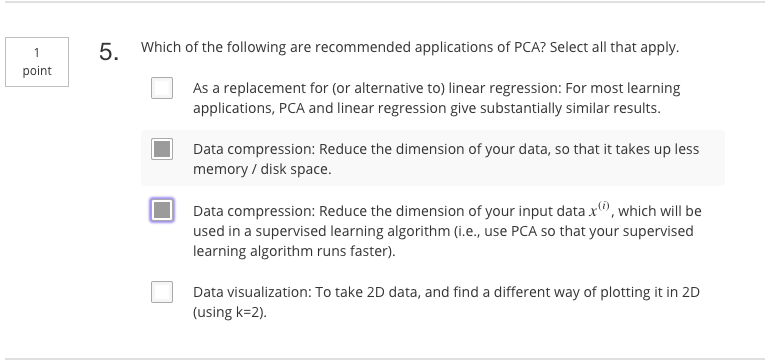 1
point
5.
Which of the following are recommended applications of PCA? Select all that apply.
As a replacement for (or alternative to) linear regression: For most learning
applications, PCA and linear regression give substantially similar results.
Data compression: Reduce the dimension of your data, so that it takes up less
memory / disk space.
Data compression: Reduce the dimension of your input data x^(i), which will be
used in a supervised learning algorithm (i.e., use PCA so that your supervised
learning algorithm runs faster).
Data visualization: To take 2D data, and find a different way of plotting it in 2D
(using k=2).